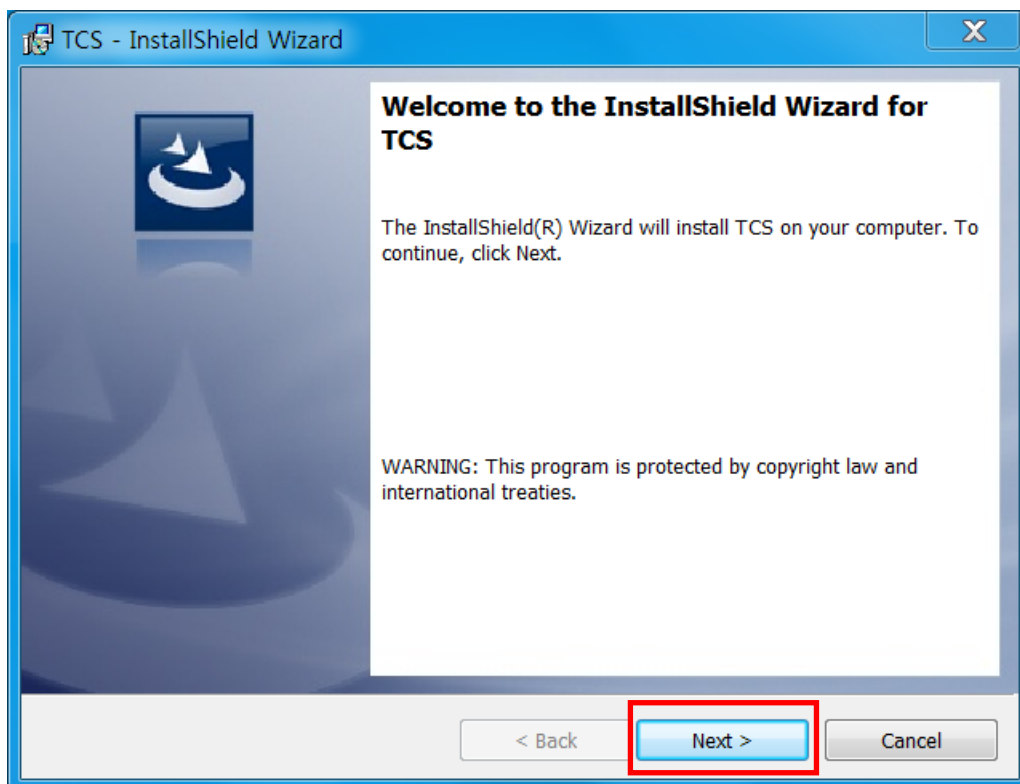 TCS - InstallShield Wizard
Welcome to the InstallShield Wizard for
TCS
The InstallShield(R) Wizard will install TCS on your computer. To
continue, click Next.
WARNING: This program is protected by copyright law and
international treaties.
< Back Next > Cancel